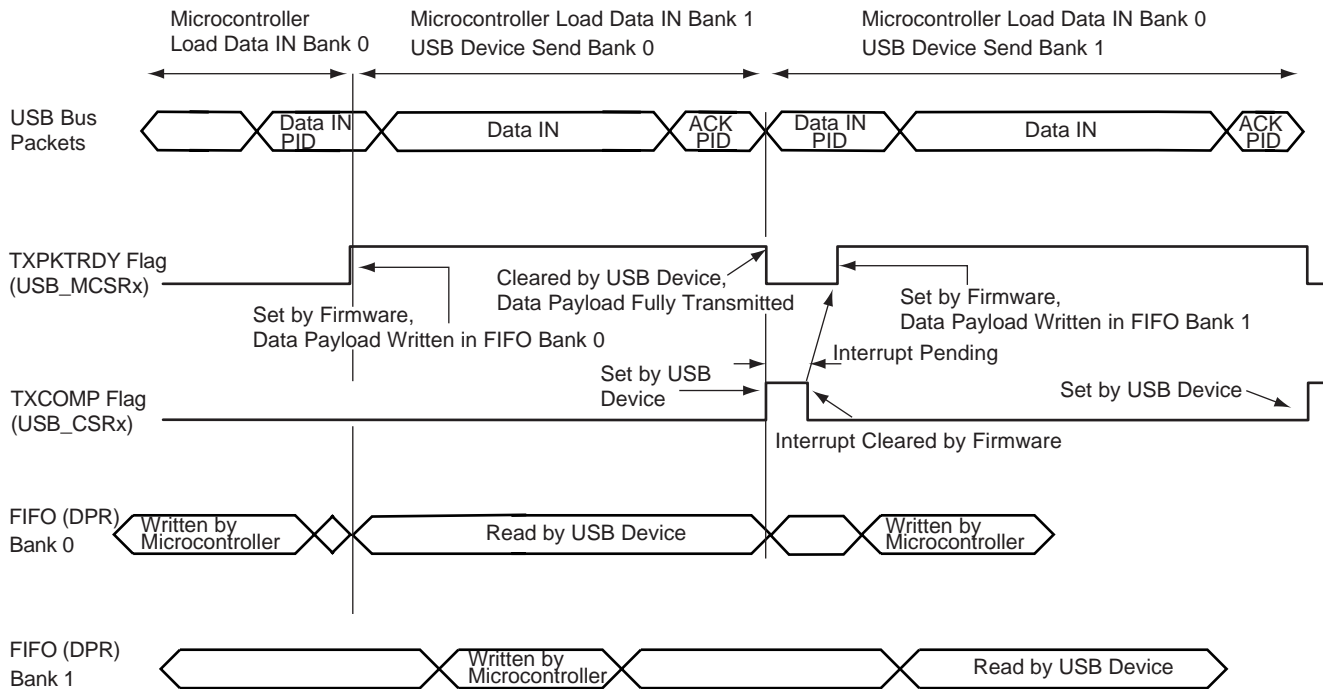 Microcontroller
Load Data IN Bank 0
Microcontroller Load Data IN Bank 1
USB Device Send Bank 0
Microcontroller Load Data IN Bank 0
USB Device Send Bank 1
USB Bus
Packets
Data IN
PID
Data IN
ACK
PID
Data IN
PID
Data IN
ACK
PID
TXPKTRDY Flag
(USB_MCSRx)
Set by Firmware,
Data Payload Written in FIFO Bank 0
Cleared by USB Device,
Data Payload Fully Transmitted
Set by Firmware,
Data Payload Written in FIFO Bank 1
Interrupt Pending
TXCOMP Flag
(USB_CSRx)
Set by USB
Device
Set by USB Device
Interrupt Cleared by Firmware
FIFO (DPR)
Bank 0
Written by
Microcontroller
Read by USB Device
Written by
Microcontroller
FIFO (DPR)
Bank 1
Written by
Microcontroller
Read by USB Device